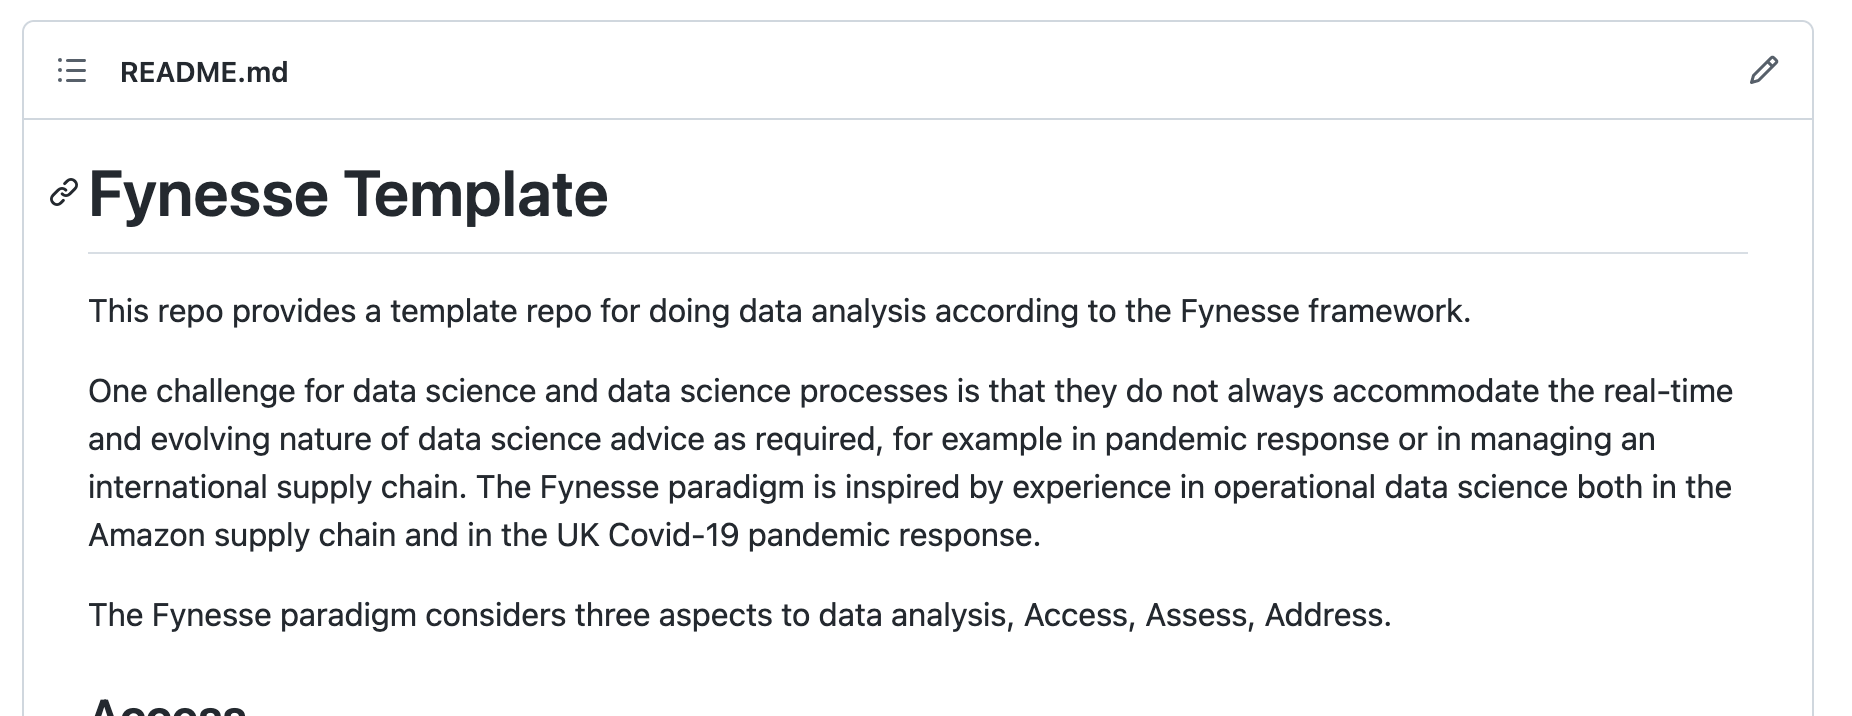 README.md
Fynesse Template
This repo provides a template repo for doing data analysis according to the Fynesse framework.
One challenge for data science and data science processes is that they do not always accommodate the real-time
and evolving nature of data science advice as required, for example in pandemic response or in managing an
international supply chain. The Fynesse paradigm is inspired by experience in operational data science both in the
Amazon supply chain and in the UK Covid-19 pandemic response.
The Fynesse paradigm considers three aspects to data analysis, Access, Assess, Address.
Access